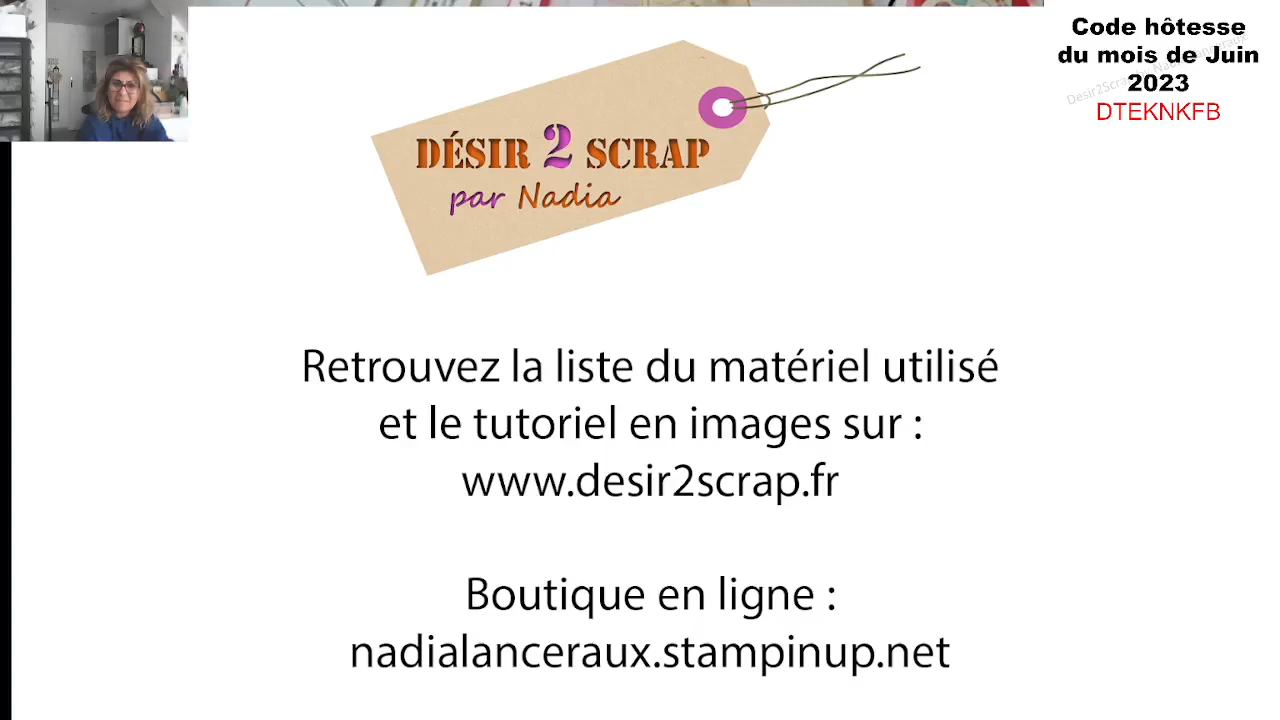 Code hôtesse
du mois de Juin
2023
DTEKNKFB
DÉSIR 2 SCRAP
par Nadia
Retrouvez la liste du matériel utilisé
et le tutoriel en images sur :
www.desir2scrap.fr
Boutique en ligne :
nadialanceraux.stampinup.net